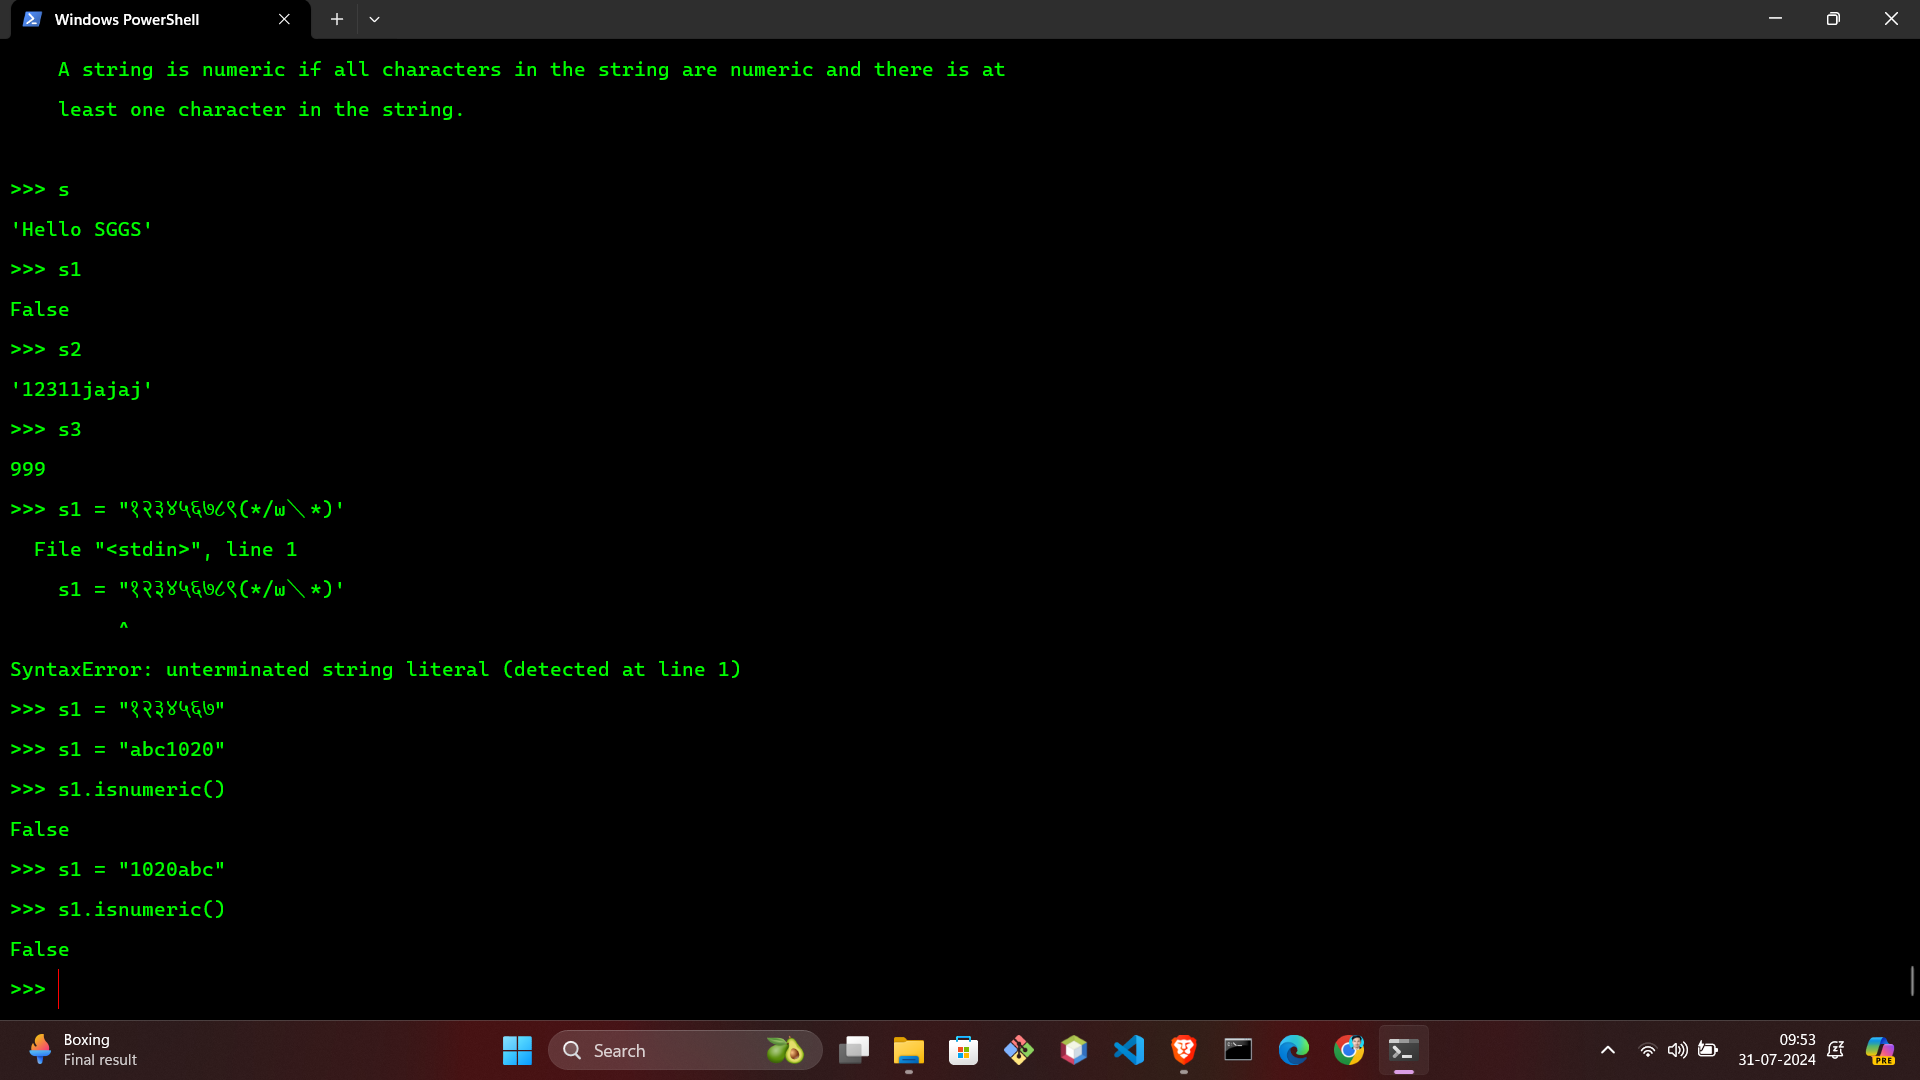 Windows PowerShell
    A string is numeric if all characters in the string are numeric and there is at
    least one character in the string.
>>> s
'Hello SGGS'
>>> s1
False
>>> s2
'12311jajaj'
>>> s3
999
>>> s1 = "१२३४५६७८९(*/ω＼*)'
  File "<stdin>", line 1
    s1 = "१२३४५६७८९(*/ω＼*)'
         ^
SyntaxError: unterminated string literal (detected at line 1)
>>> s1 = "१२३४५६७"
>>> s1 = "abc1020"
>>> s1.isnumeric()
False
>>> s1 = "1020abc"
>>> s1.isnumeric()
False
>>>
Boxing
Final result
Search
09:53
31-07-2024
PRE